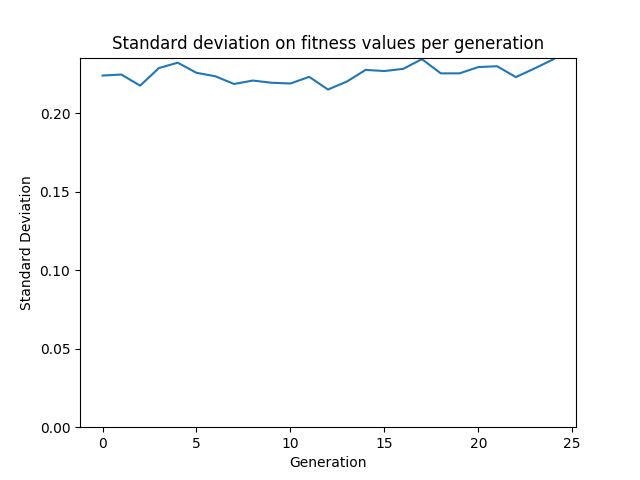 Standard deviation on fitness values per generation
Standard Deviation
0.20
0.15
0.10
0.05
0.00
0 5 10 15 20 25
Generation